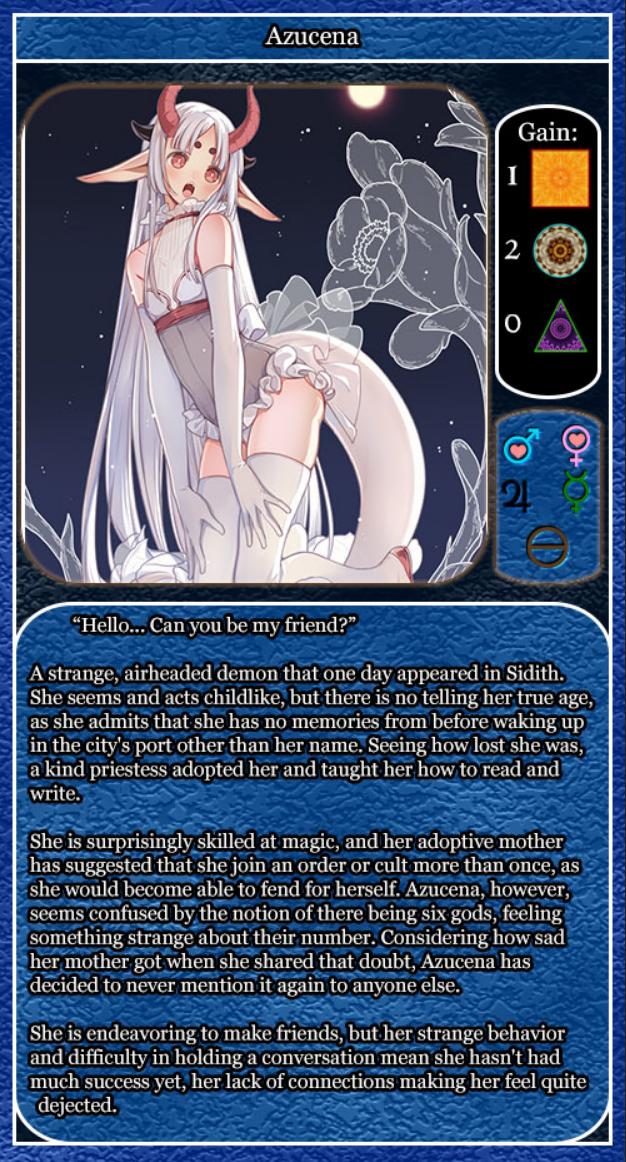 Azucena
Gain:
1
2
0
“Hello... Can you be my friend?”
A strange, airheaded demon that one day appeared in Sidith.
She seems and acts childlike, but there is no telling her true age,
as she admits that she has no memories from before waking up
in the city's port other than her name. Seeing how lost she was,
a kind priestess adopted her and taught her how to read and
write.
She is surprisingly skilled at magic, and her adoptive mother
has suggested that she join an order or cult more than once, as
she would become able to fend for herself. Azucena, however,
seems confused by the notion of there being six gods, feeling
something strange about their number. Considering how sad
her mother got when she shared that doubt, Azucena has
decided to never mention it again to anyone else.
She is endeavoring to make friends, but her strange behavior
and difficulty in holding a conversation mean she hasn't had
much success yet, her lack of connections making her feel quite
dejected.